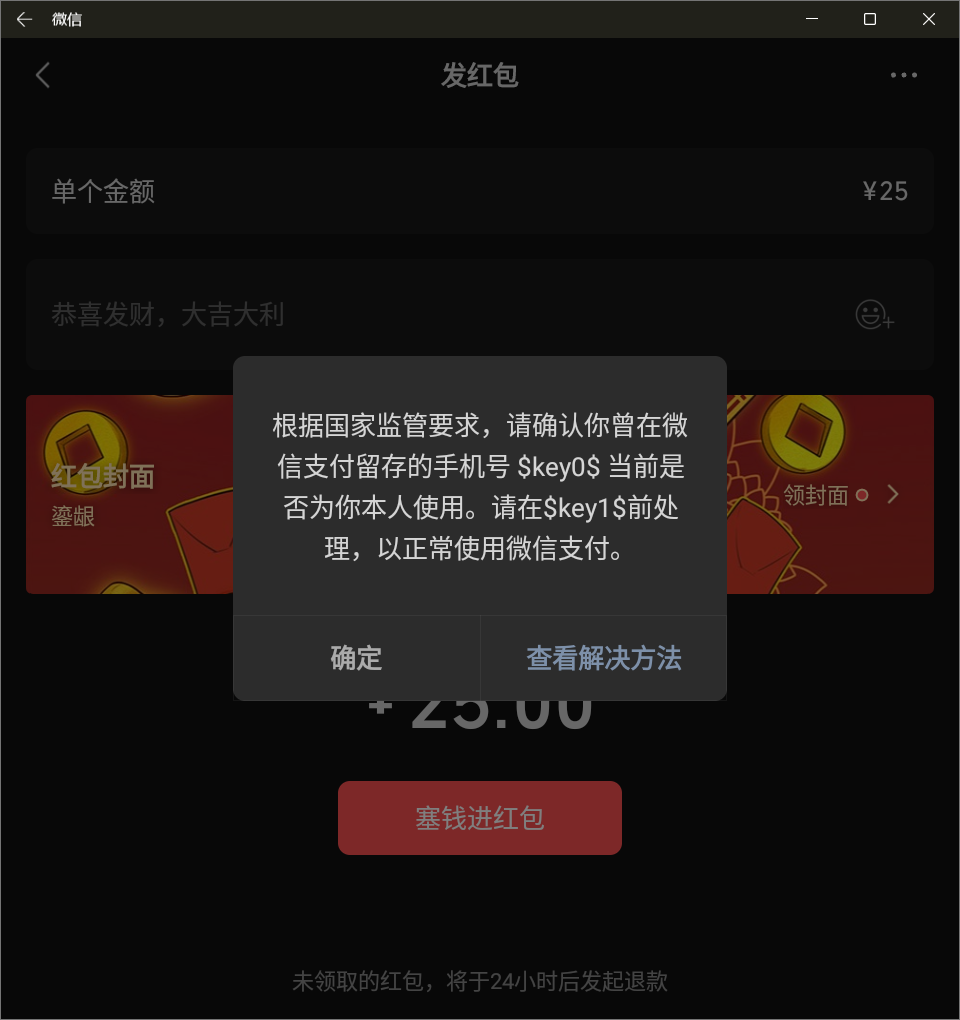 微信
发红包
单个金额
¥25
恭喜发财，大吉大利
红包封面
鎏龈
领封面
根据国家监管要求，请确认你曾在微
信支付留存的手机号 $key0$ 当前是
否为你本人使用。请在$key1$前处
理，以正常使用微信支付。
确定
查看解决方法
25.00
塞钱进红包
未领取的红包，将于24小时后发起退款